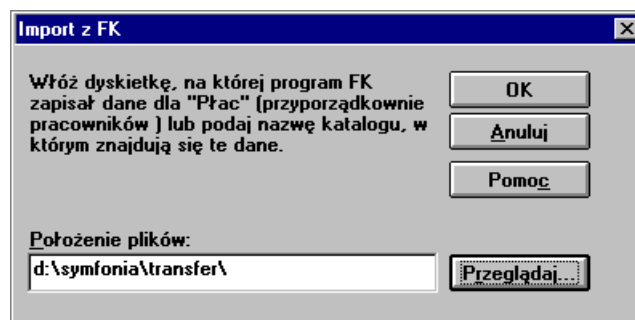 Import z FK
Włóż dyskietkę, na której program FK
zapisał dane dla "Płac" (przyporządkownie
pracowników ) lub podaj nazwę katalogu, w
którym znajdują się te dane.
OK
Anuluj
Pomoc
Położenie plików:
d:\symfonia\transfer\
Przeglądaj...